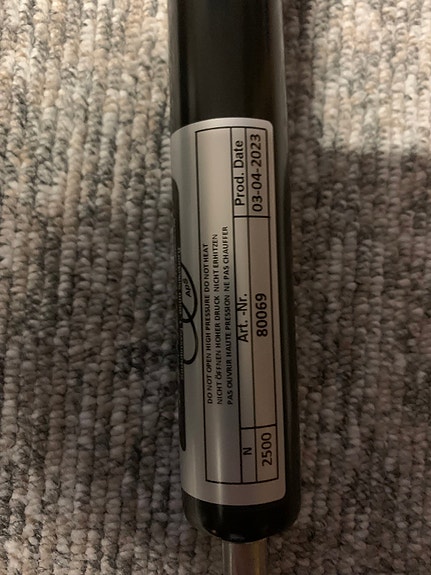 ApS
DO NOT OPEN HIGH PRESSURE DO NOT HEAT
NICHT ÖFFNEN HOHER DRUCK NICHT ERHITZEN
PAS OUVRIR HAUTE PRESSION NE PAS CHAUFFER
N Art. -Nr. Prod. Date
2500 80069 03-04-2023